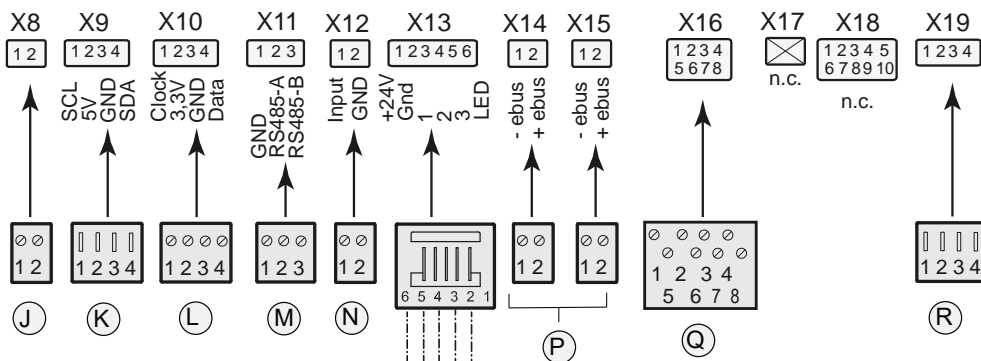 X8 X9 X10 X11 X12 X13 X14 X15 X16 X17 X18 X19
1 2
1 2 3 4
1 2 3 4
1 2 3
1 2
1 2 3 4 5 6
1 2
1 2
1 2 3 4
5 6 7 8
1 2 3 4 5
6 7 8 9 10
1 2 3 4
n.c.
n.c.
SCL
5V
GND
SDA
Clock
3,3V
GND
Data
GND
RS485-A
RS485-B
Input
GND
+24V
Gnd
1
2
3
LED
- ebus
+ ebus
- ebus
+ ebus
1 2
1 2 3 4
1 2 3 4
1 2 3
1 2
6 5 4 3 2 1
1 2
1 2
1 2 3 4
5 6 7 8
1 2 3 4
J K L M N P Q R